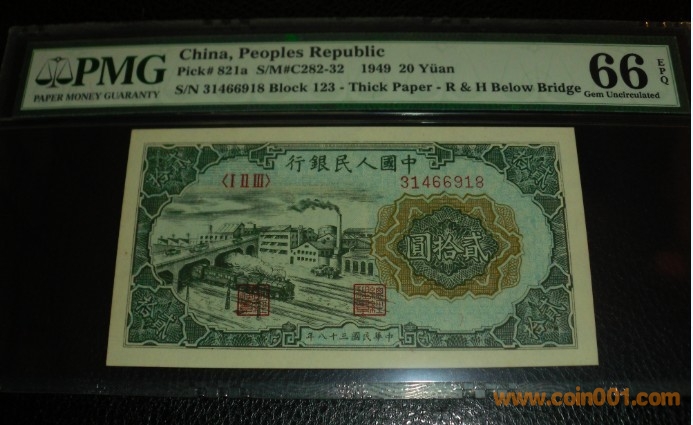 PMG
PAPER MONEY GUARANTY
China, Peoples Republic
Pick# 821a S/M#C282-32 1949 20 Yüan
S/N 31466918 Block 123 - Thick Paper - R & H Below Bridge
66 EPQ
Gem Uncirculated
行銀民人國中
〈I II III〉
31466918
圓拾貳
年八十三國民華中
www.coin001.com